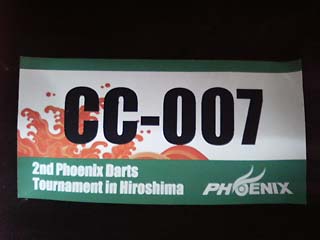 CC-007
2nd Phoenix Darts
Tournament in Hiroshima
PHOENIX